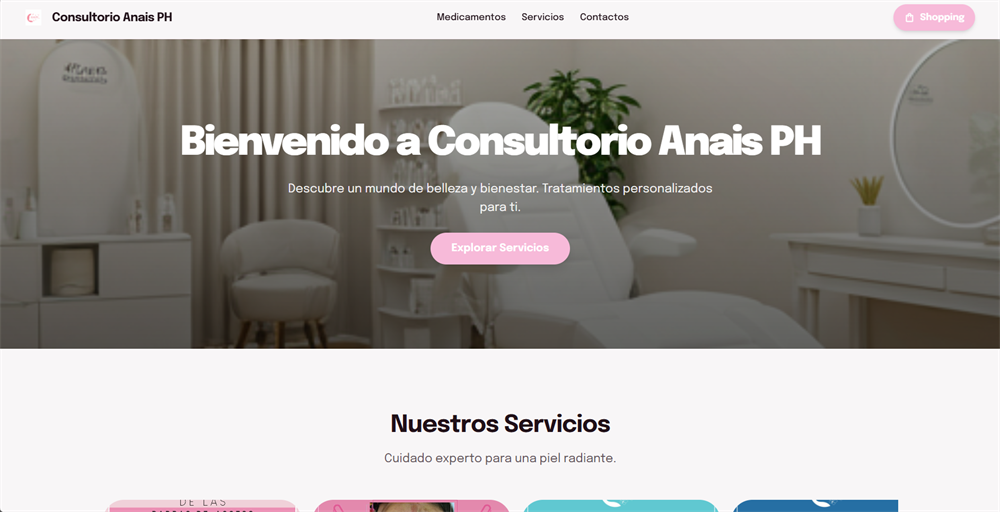 Consultorio Anais PH
Medicamentos
Servicios
Contactos
Shopping
Bienvenido a Consultorio Anais PH
Descubre un mundo de belleza y bienestar. Tratamientos personalizados
para ti.
Explorar Servicios
Nuestros Servicios
Cuidado experto para una piel radiante.
DE LAS